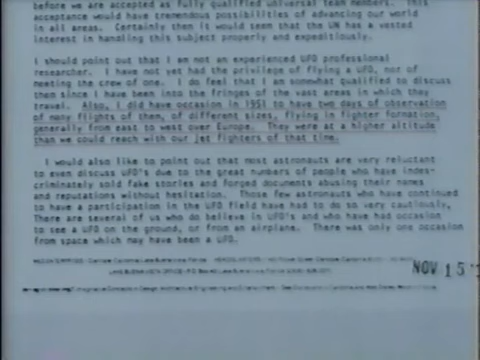 before we are accepted as fully qualified universal team members. This
acceptance would have tremendous possibilities of advancing our world
in all areas. Certainly then it would seem that the UN has a vested
interest in handling this subject properly and expeditiously.
I should point out that I am not an experienced UFO professional
researcher. I have not yet had the privilege of flying a UFO, nor of
meeting the crew of one. I do feel that I am somewhat qualified to discuss
them since I have been into the fringes of the vast areas in which they
travel. Also, I did have occasion in 1951 to have two days of observation
of many flights of them, of different sizes, flying in fighter formation,
generally from east to west over Europe. They were at a higher altitude
than we could reach with our jet fighters of that time.
I would also like to point out that most astronauts are very reluctant
to even discuss UFO's due to the great numbers of people who have indes-
criminately sold fake stories and forged documents abusing their names
and reputations without hesitation. Those few astronauts who have continued
to have a participation in the UFO field have had to do so very cautiously.
There are several of us who do believe in UFO's and who have had occasion
to see a UFO on the ground, or from an airplane. There was only one occasion
from space which may have been a UFO.
NOV 15